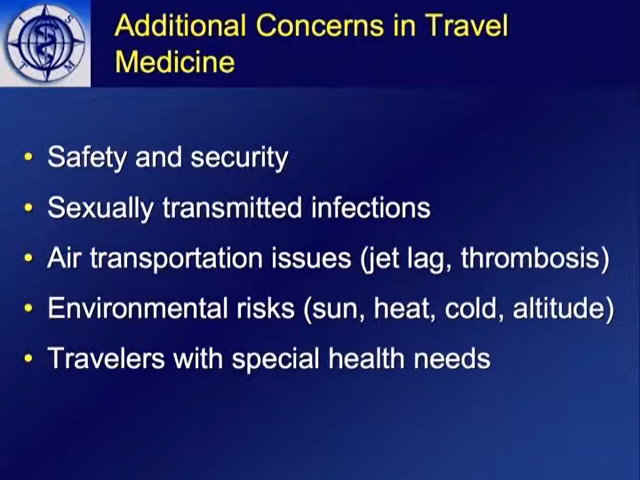 I S
T M
Additional Concerns in Travel
Medicine
• Safety and security
• Sexually transmitted infections
• Air transportation issues (jet lag, thrombosis)
• Environmental risks (sun, heat, cold, altitude)
• Travelers with special health needs